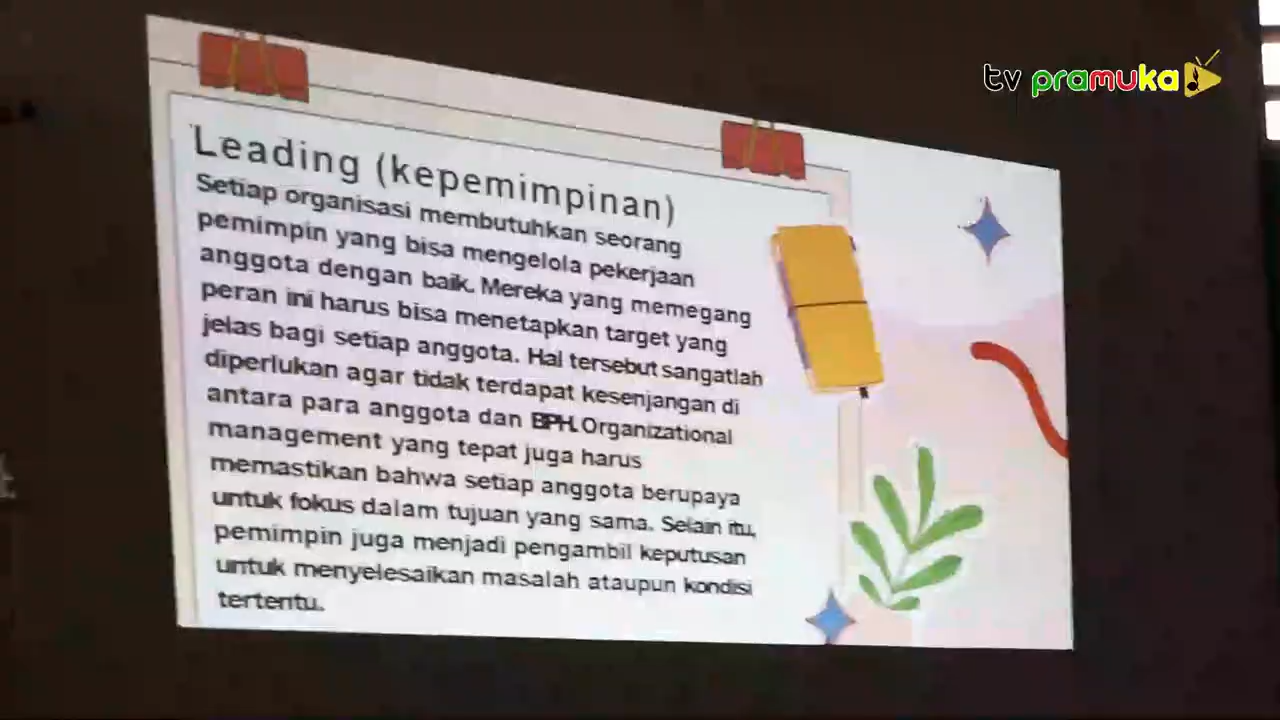 tv pramuka
Leading (kepemimpinan)
Setiap organisasi membutuhkan seorang
pemimpin yang bisa mengelola pekerjaan
anggota dengan baik. Mereka yang memegang
peran ini harus bisa menetapkan target yang
jelas bagi setiap anggota. Hal tersebut sangatlah
diperlukan agar tidak terdapat kesenjangan di
antara para anggota dan BPH. Organizational
management yang tepat juga harus
memastikan bahwa setiap anggota berupaya
untuk fokus dalam tujuan yang sama. Selain itu,
pemimpin juga menjadi pengambil keputusan
untuk menyelesaikan masalah ataupun kondisi
tertentu.